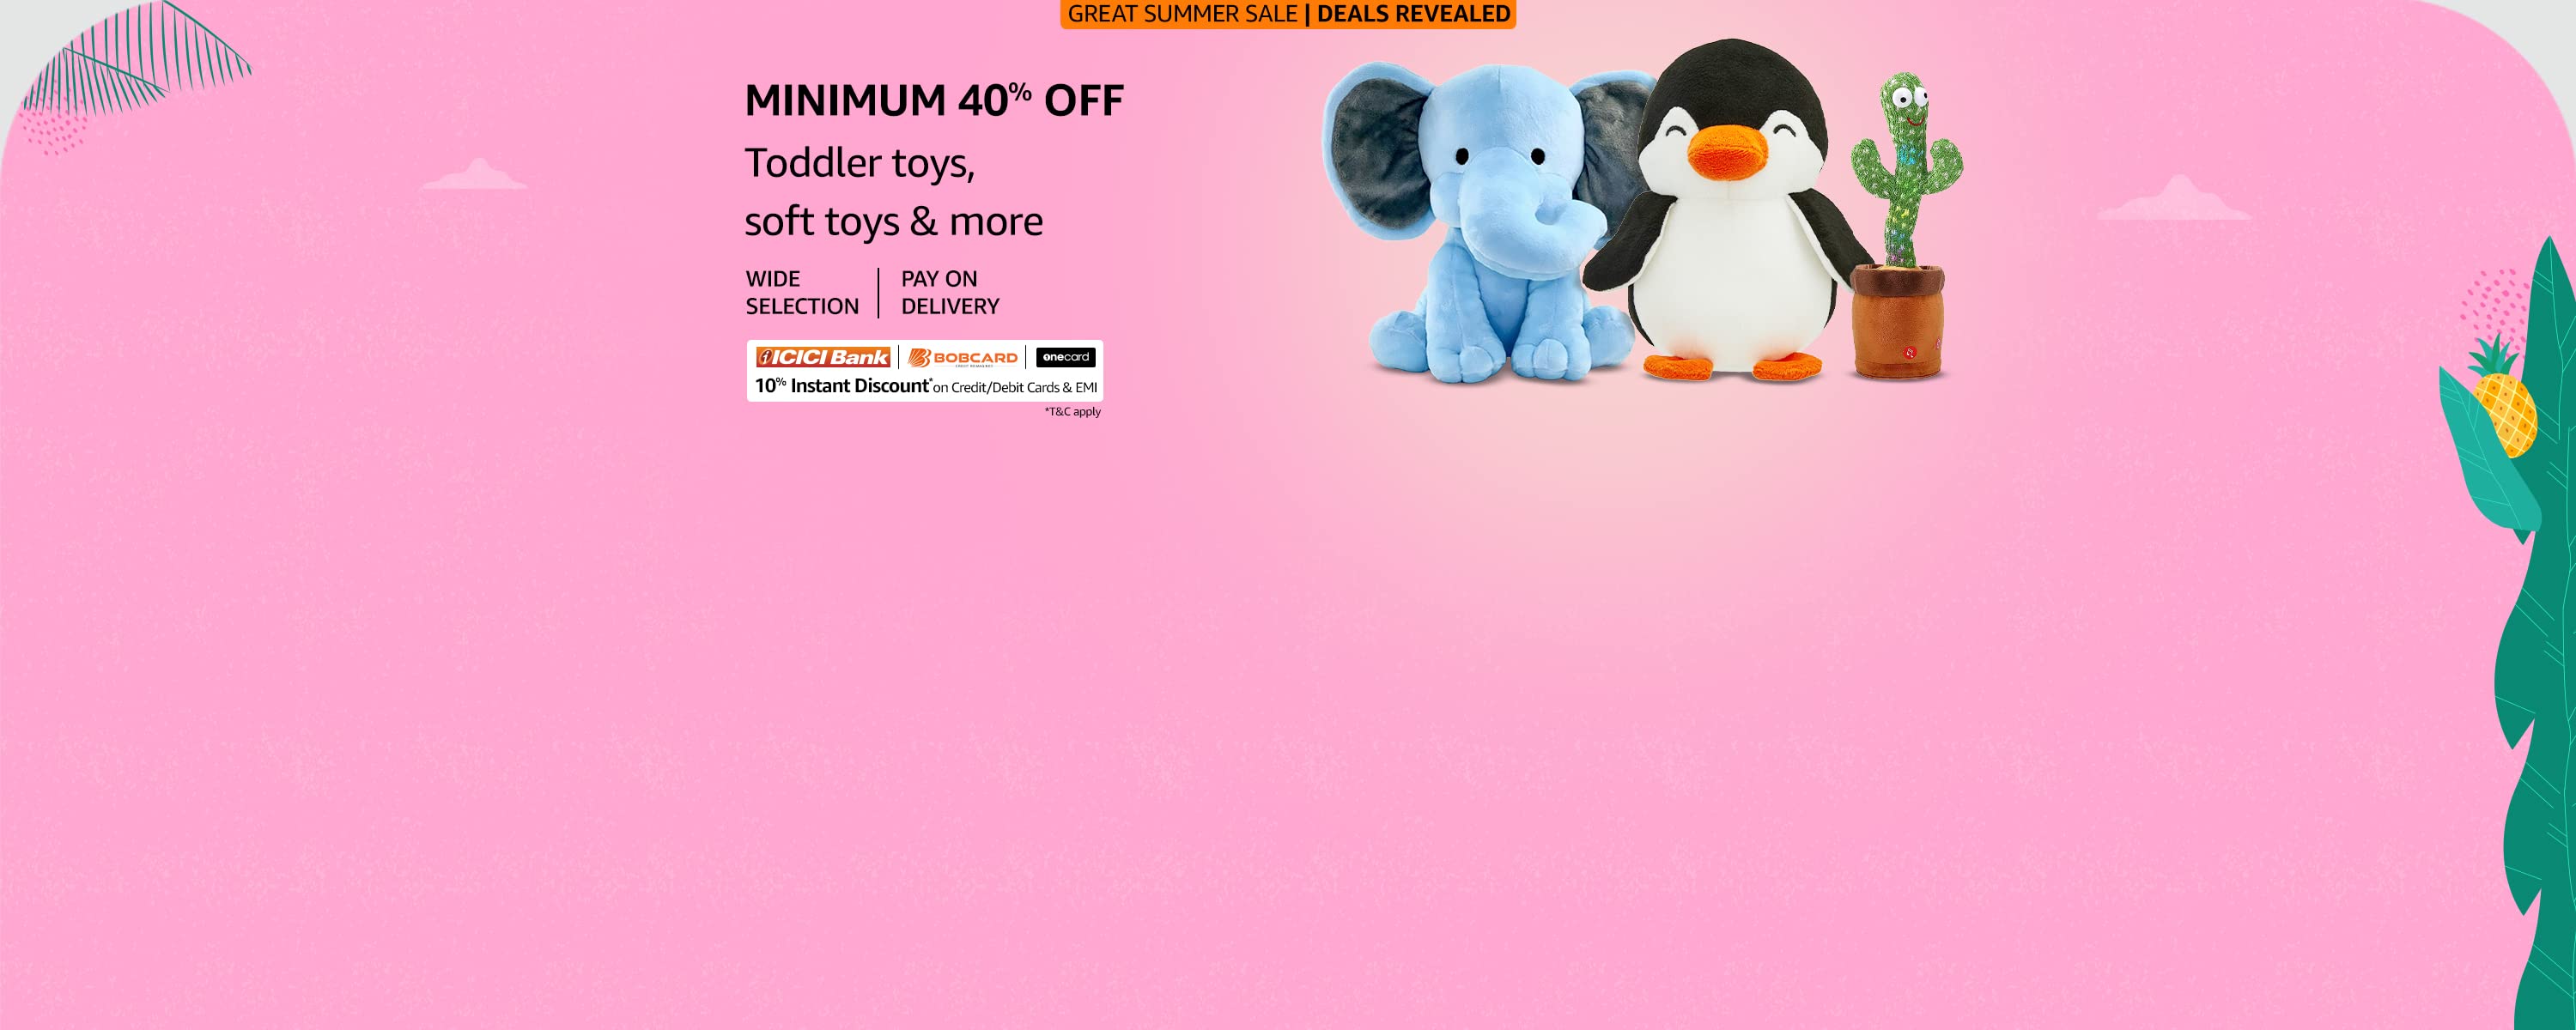 GREAT SUMMER SALE | DEALS REVEALED
MINIMUM 40% OFF
Toddler toys,
soft toys & more
WIDE
SELECTION
PAY ON
DELIVERY
ICICI Bank | BOBCARD | onecard
10% Instant Discount* on Credit/Debit Cards & EMI
*T&C apply